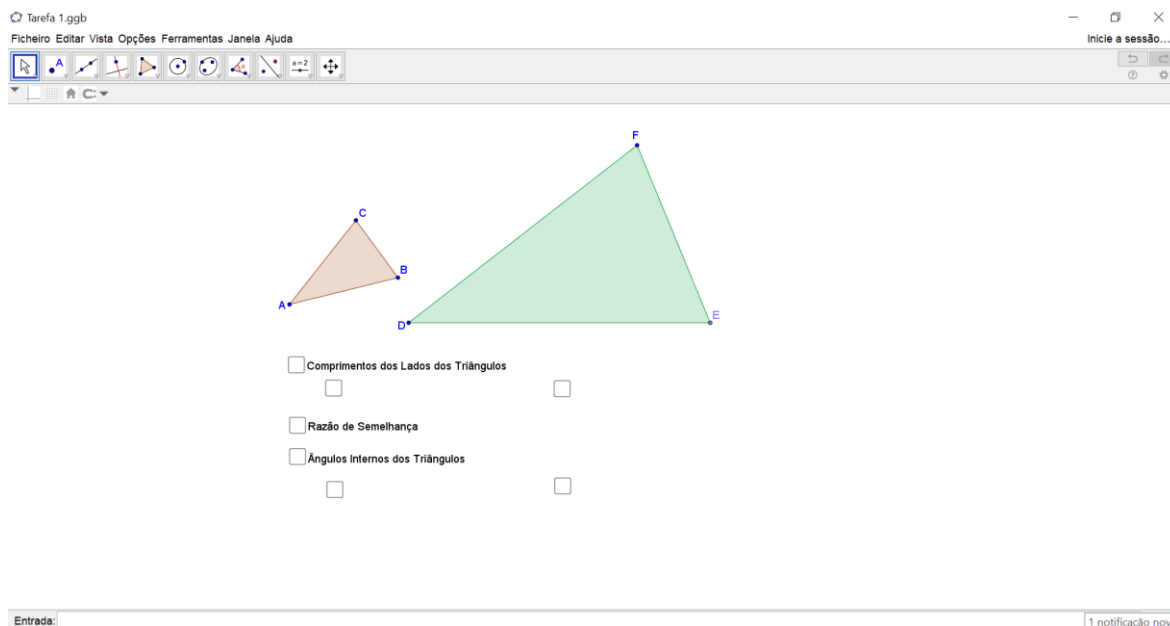 Tarefa 1.ggb
Ficheiro Editar Vista Opções Ferramentas Janela Ajuda
Inicie a sessão...
A
a=2
F
C
B
A
D
E
Comprimentos dos Lados dos Triângulos
Razão de Semelhança
Ângulos Internos dos Triângulos
Entrada:
1 notificação nov